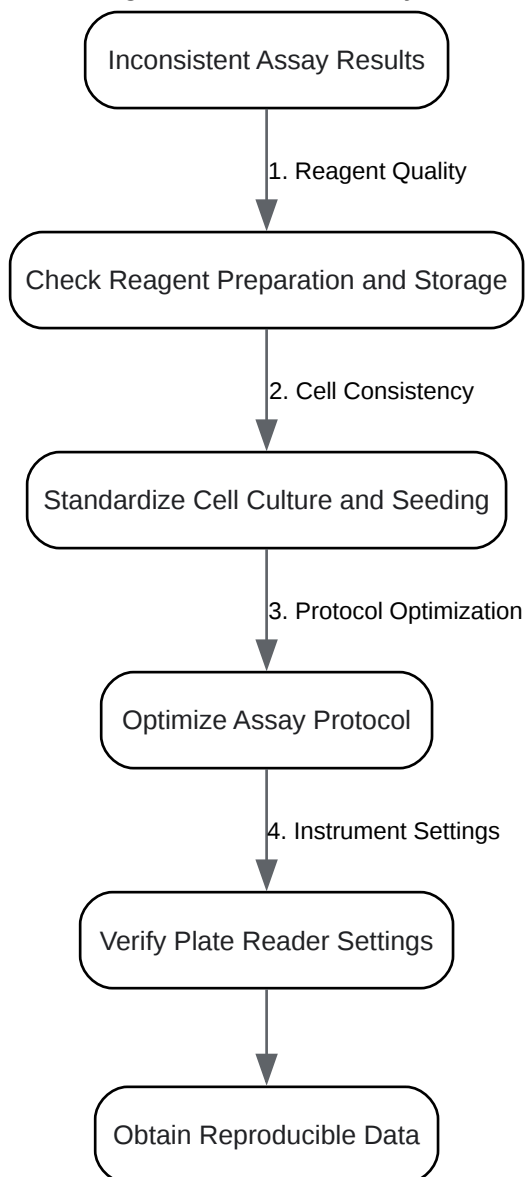 Inconsistent Assay Results
1. Reagent Quality
Check Reagent Preparation and Storage
2. Cell Consistency
Standardize Cell Culture and Seeding
3. Protocol Optimization
Optimize Assay Protocol
4. Instrument Settings
Verify Plate Reader Settings
Obtain Reproducible Data